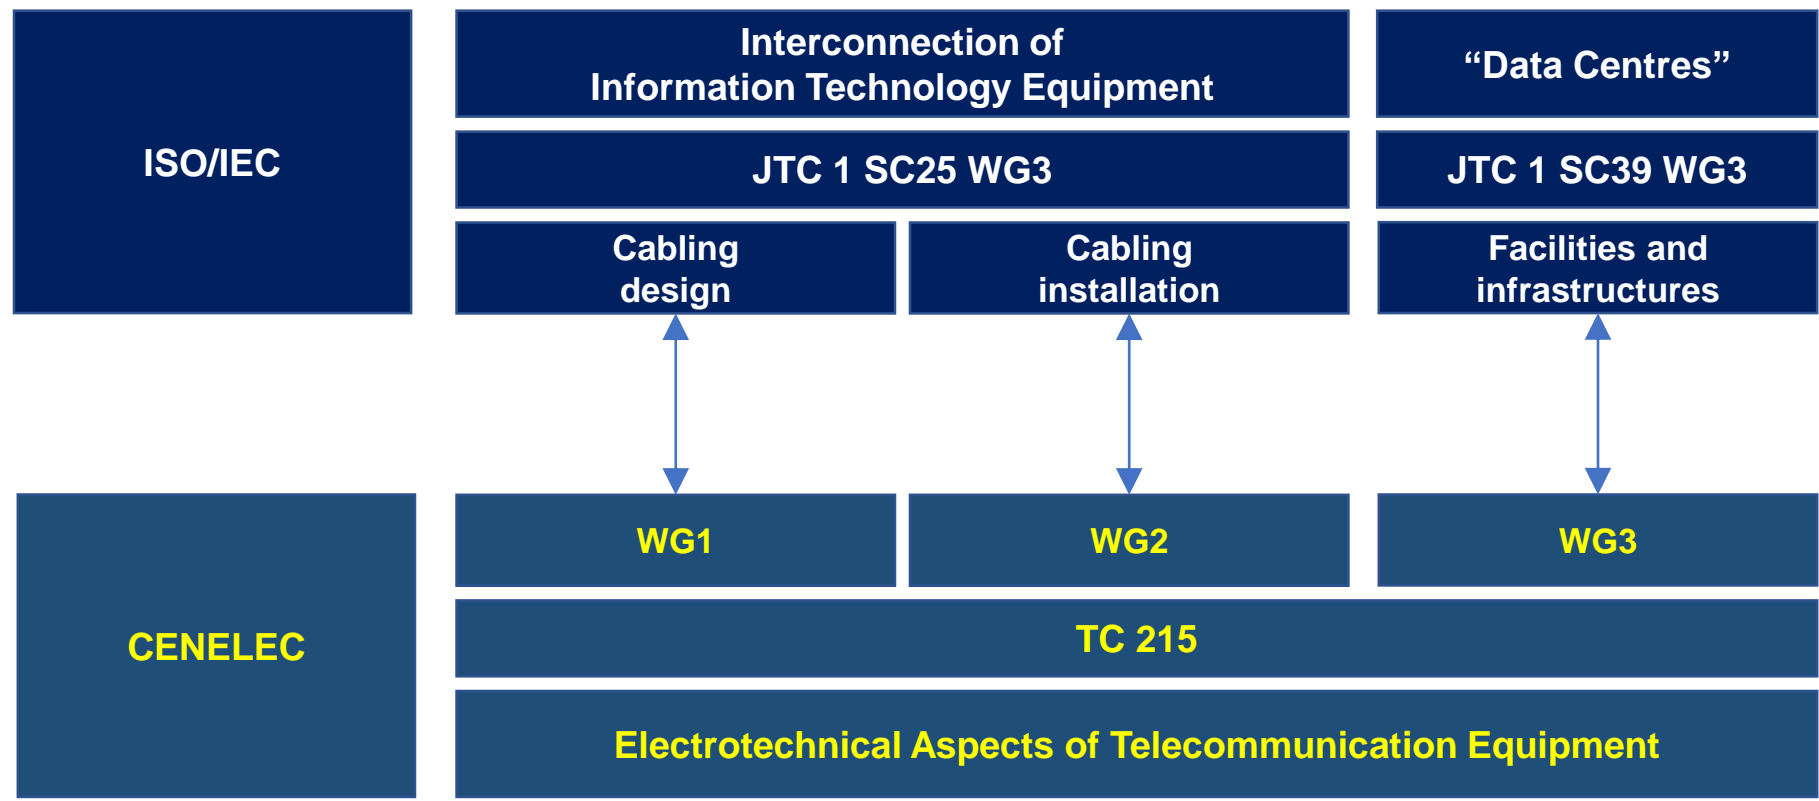 ISO/IEC
Interconnection of
Information Technology Equipment
“Data Centres”
JTC 1 SC25 WG3
JTC 1 SC39 WG3
Cabling
design
Cabling
installation
Facilities and
infrastructures
CENELEC
WG1
WG2
WG3
TC 215
Electrotechnical Aspects of Telecommunication Equipment